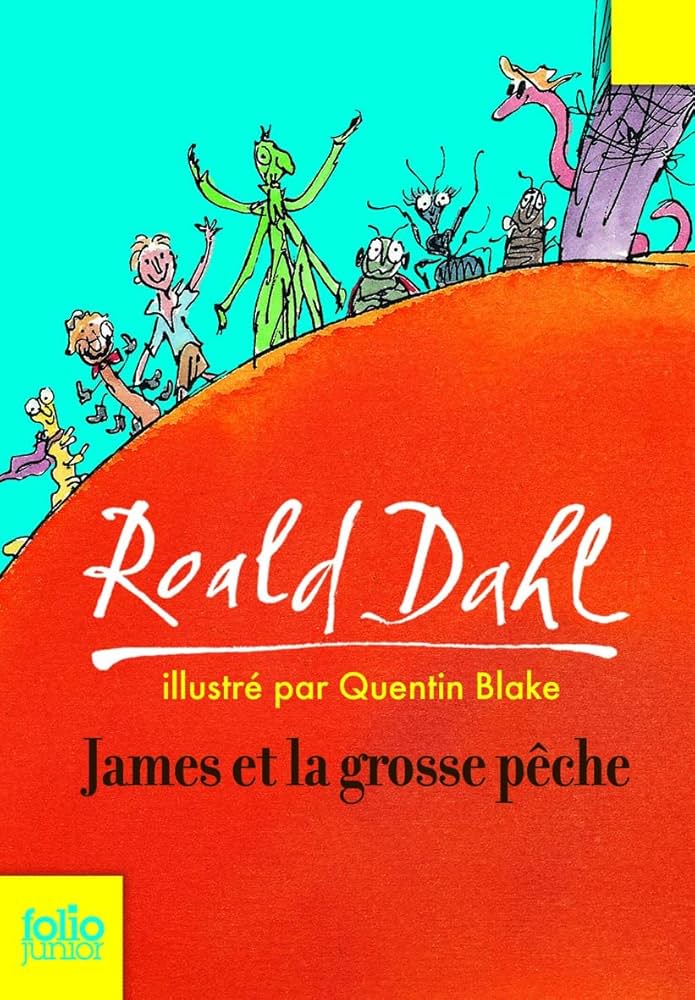 Roald Dahl
illustré par Quentin Blake
James et la grosse pêche
folio
junior